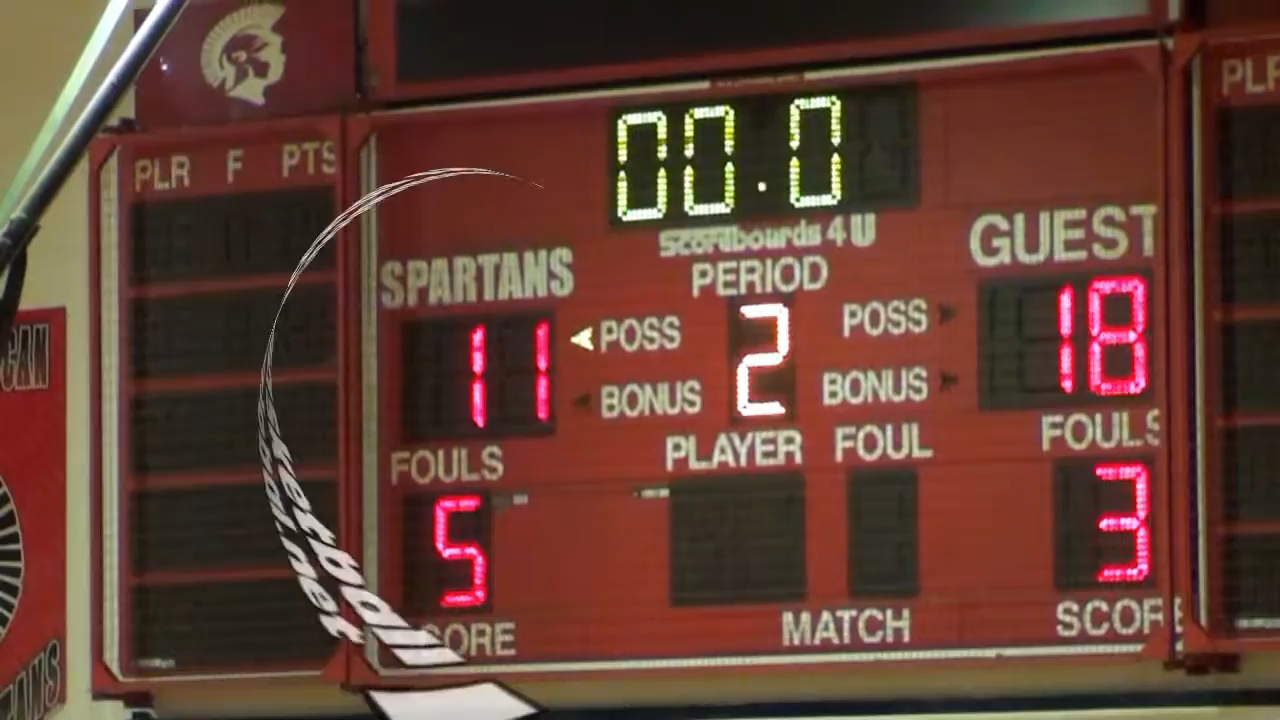 PLR F PTS
00.0
PLR
Scoreboards 4 U
SPARTANS
PERIOD
GUEST
11
POSS
2
POSS
18
BONUS
BONUS
FOULS
PLAYER
FOUL
FOULS
5
3
SCORE
MATCH
SCORE